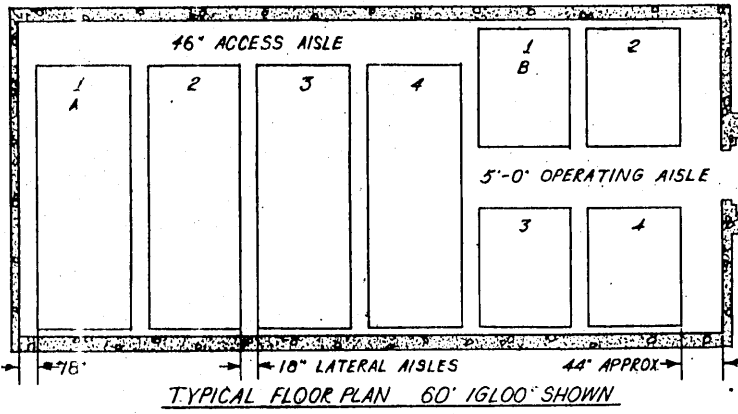 46" ACCESS AISLE
1
A
2
3
4
1
B
2
5'-0" OPERATING AISLE
3
4
18"
18" LATERAL AISLES
44" APPROX
TYPICAL FLOOR PLAN 60' IGLOO SHOWN